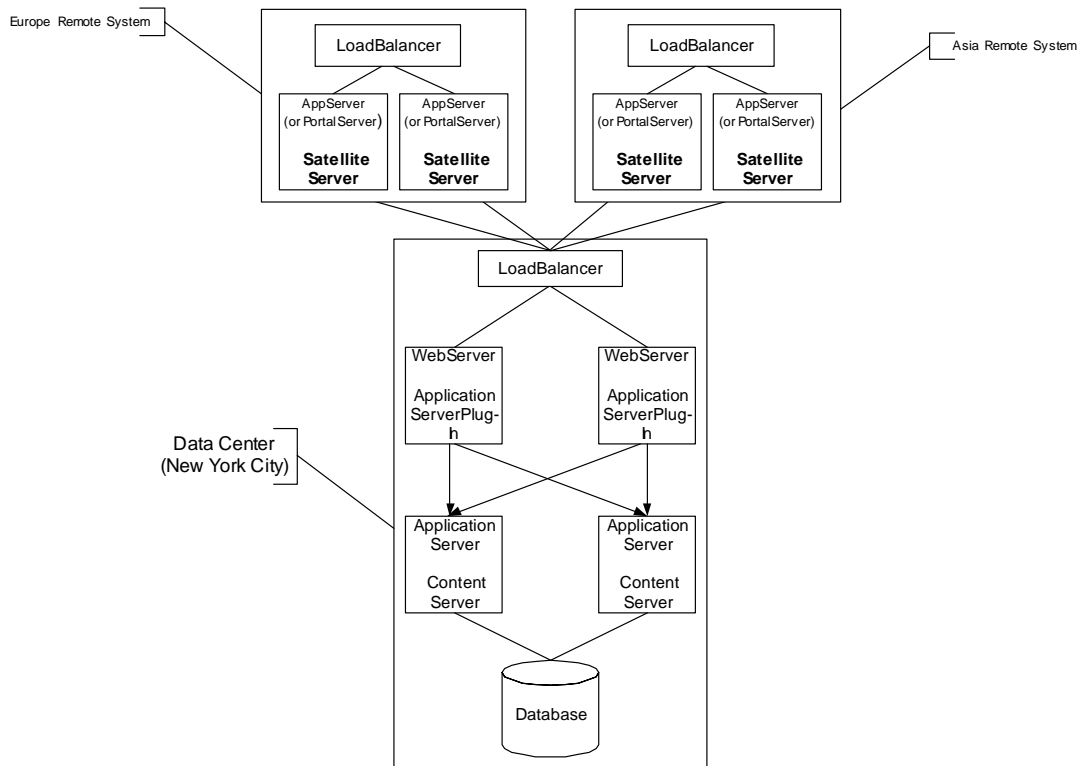 Europe Remote System
LoadBalancer
LoadBalancer
Asia Remote System
AppServer
(or PortalServer)
Satellite
Server
AppServer
(or PortalServer)
Satellite
Server
AppServer
(or PortalServer)
Satellite
Server
AppServer
(or PortalServer)
Satellite
Server
LoadBalancer
WebServer
Application
ServerPlug-
In
WebServer
Application
ServerPlug-
In
Data Center
(New York City)
Application
Server
Content
Server
Application
Server
Content
Server
Database